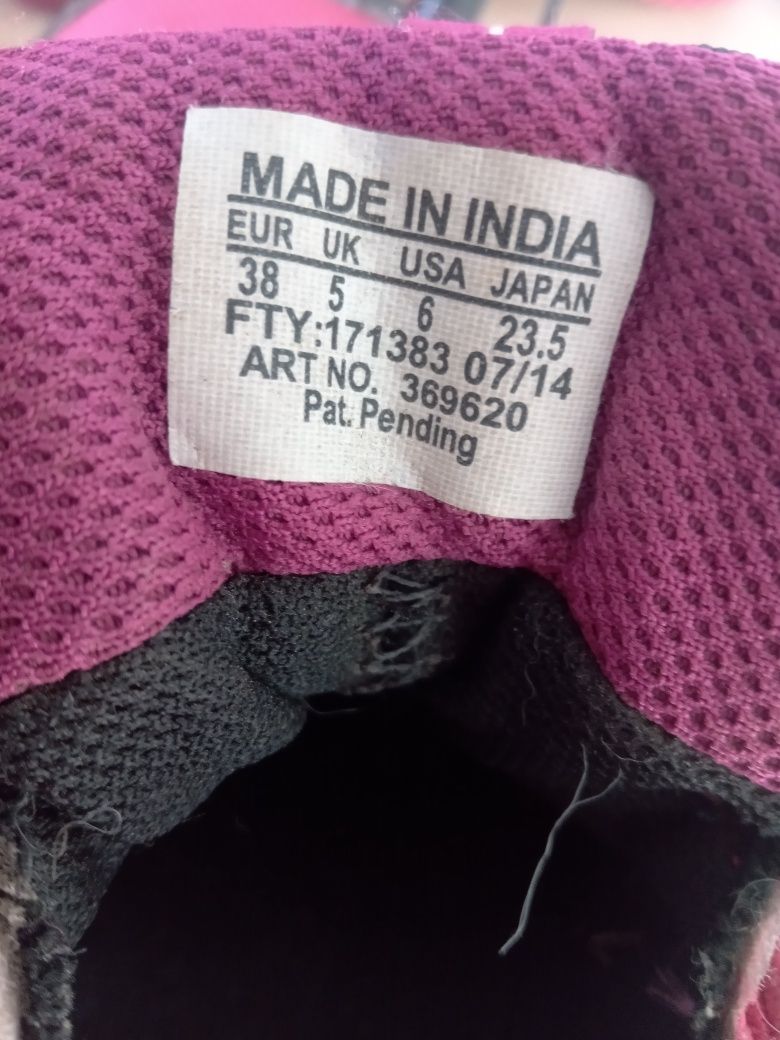 MADE IN INDIA
EUR UK USA JAPAN
38 5 6 23.5
FTY:171383 07/14
ART NO. 369620
Pat. Pending